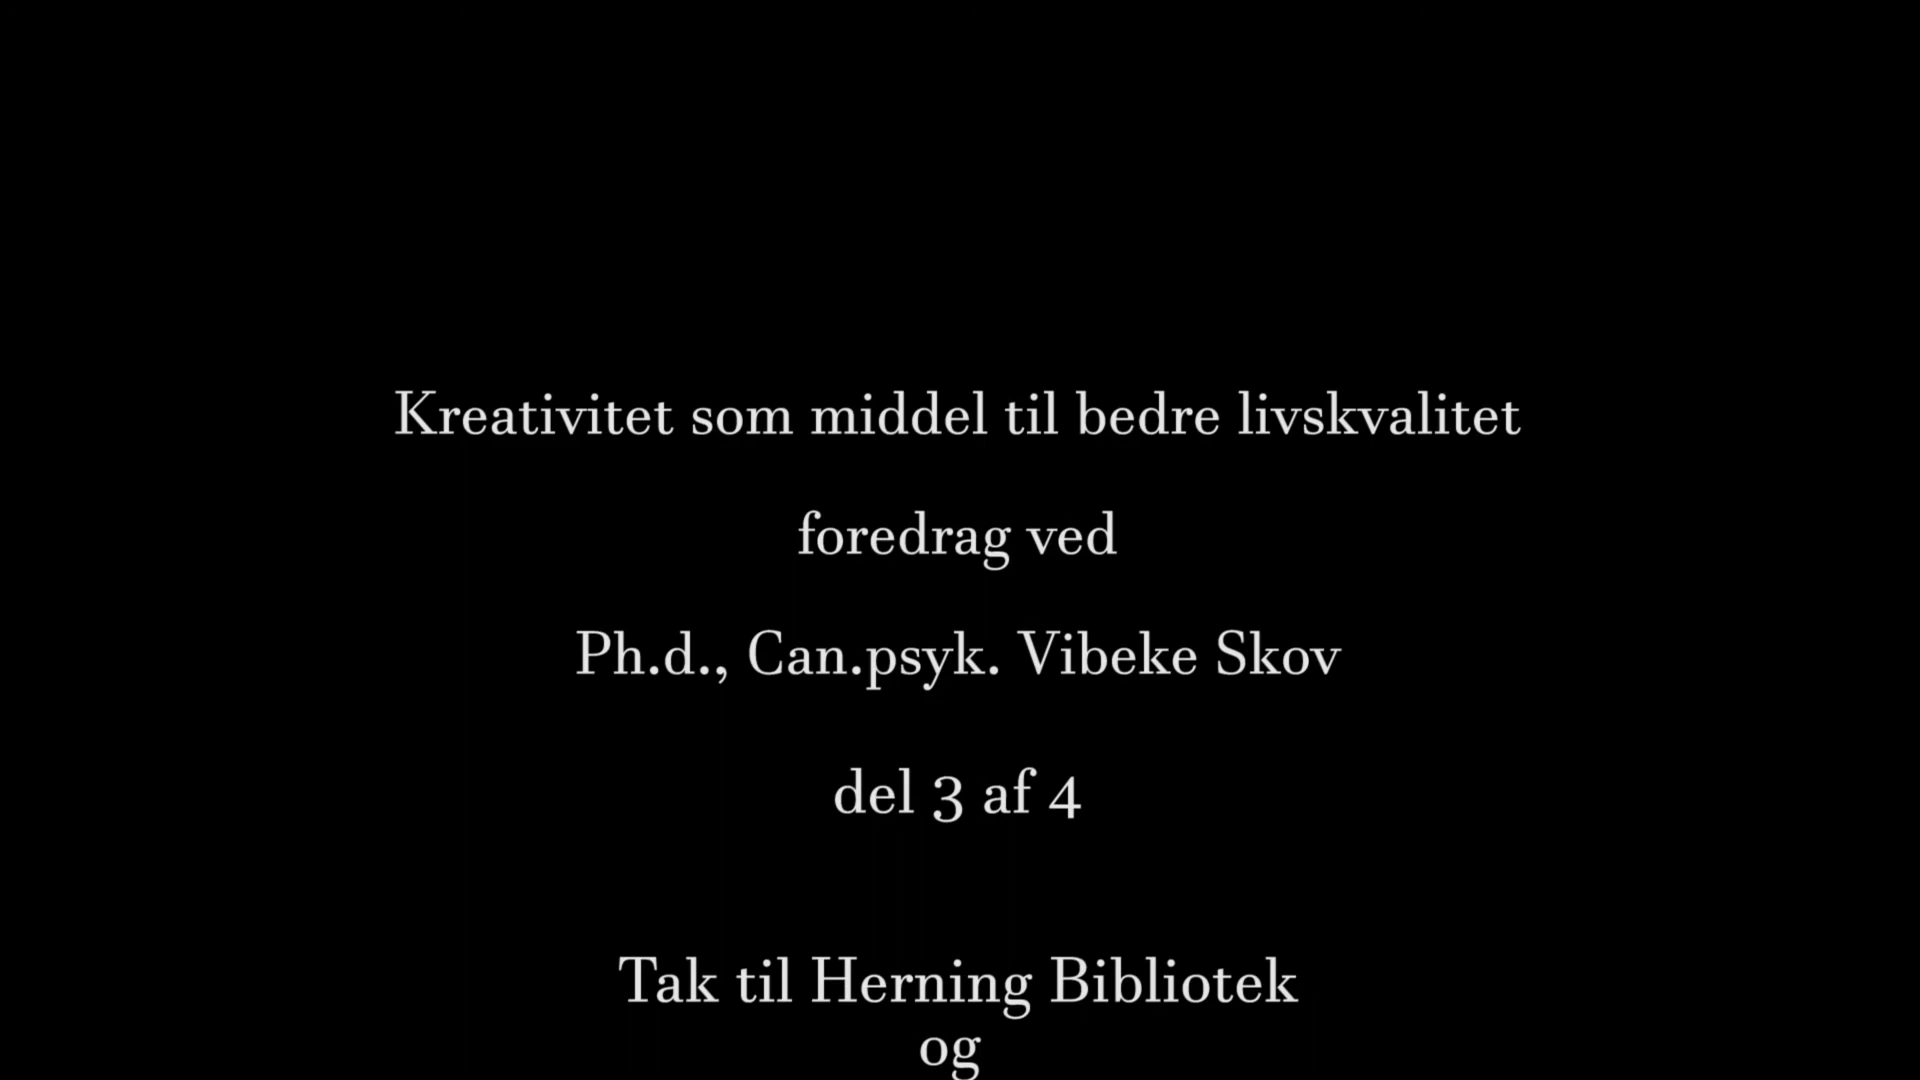 Kreativitet som middel til bedre livskvalitet
foredrag ved
Ph.d., Can.psyk. Vibeke Skov
del 3 af 4
Tak til Herning Bibliotek
og